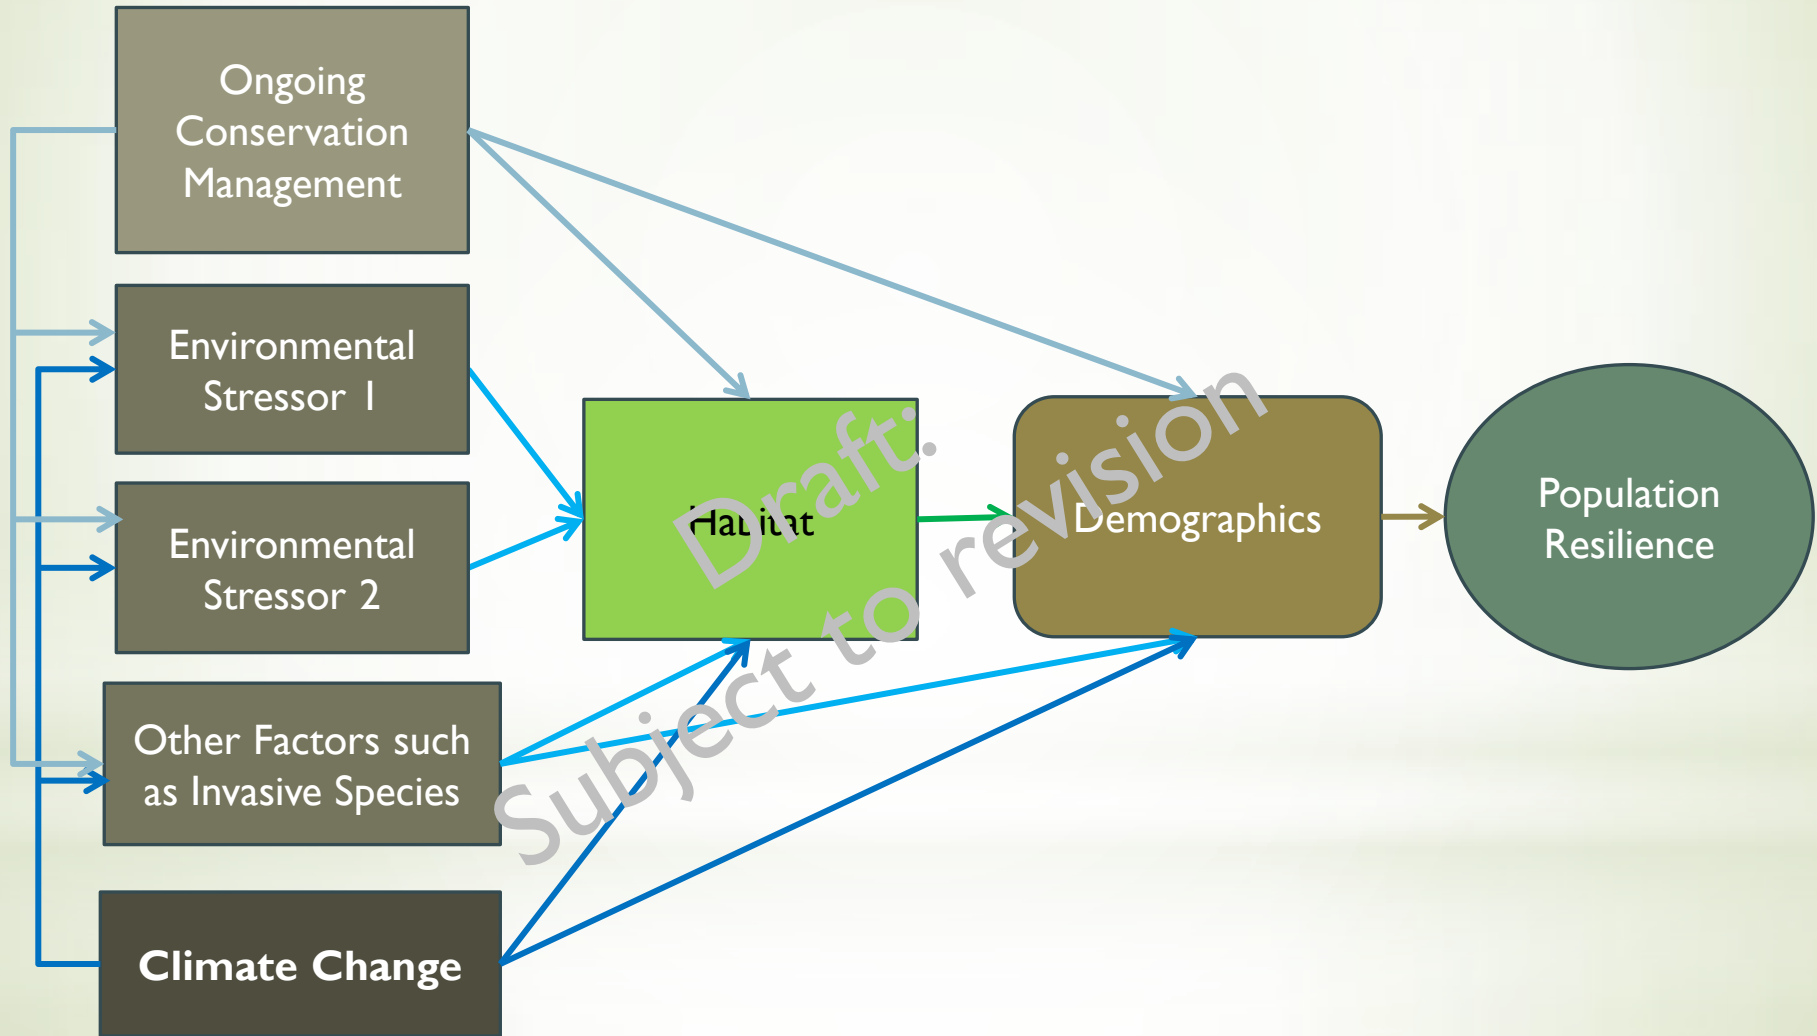 Ongoing
Conservation
Management
Environmental
Stressor 1
Environmental
Stressor 2
Other Factors such
as Invasive Species
Climate Change
Habitat
Demographics
Population
Resilience
Draft:
Subject to revision